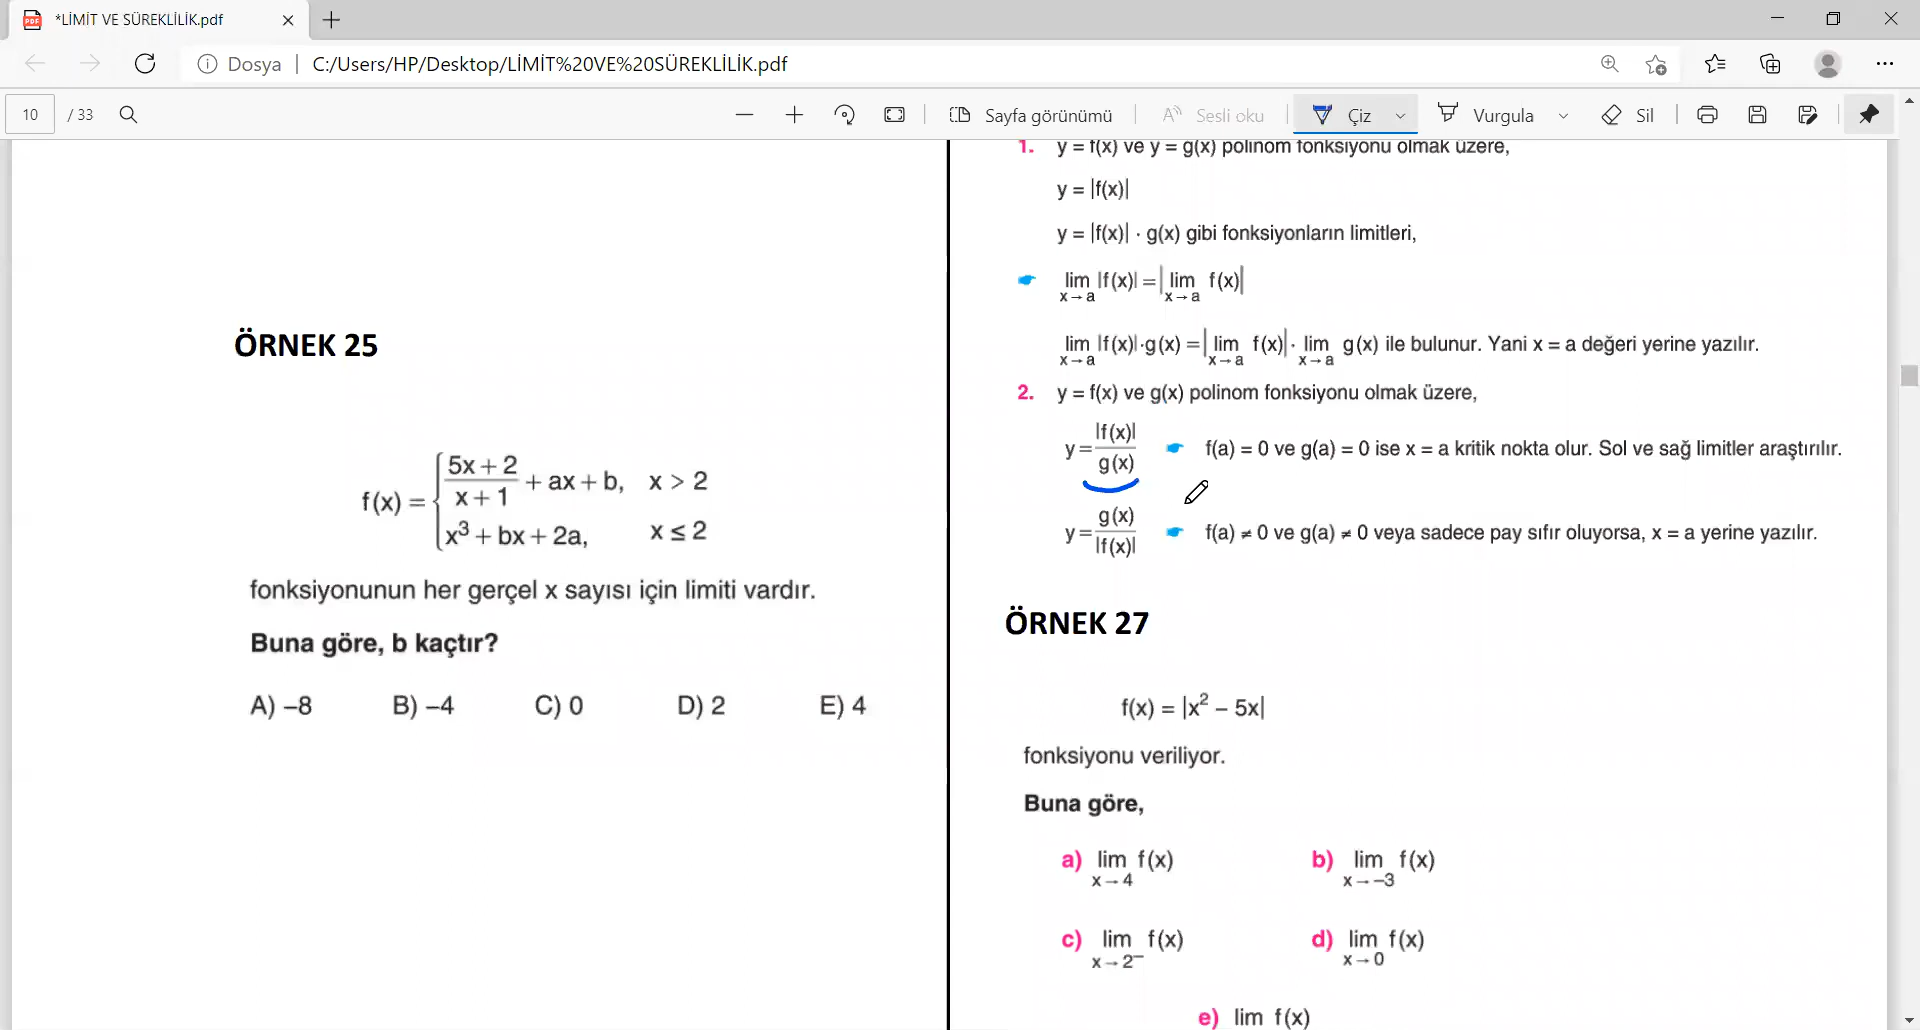 *LİMİT VE SÜREKLİLİK.pdf
Dosya | C:/Users/HP/Desktop/LİMİT%20VE%20SÜREKLİLİK.pdf
10 / 33 Sayfa görünümü Sesli oku Çiz Vurgula Sil
ÖRNEK 25
f(x) = { (5x + 2)/(x + 1) + ax + b, x > 2
x³ + bx + 2a, x ≤ 2
fonksiyonunun her gerçel x sayısı için limiti vardır.
Buna göre, b kaçtır?
A) –8 B) –4 C) 0 D) 2 E) 4
1. y = f(x) ve y = g(x) polinom fonksiyonu olmak üzere,
y = |f(x)|
y = |f(x)| · g(x) gibi fonksiyonların limitleri,
lim x→a |f(x)| = |lim x→a f(x)|
lim x→a |f(x)|·g(x) = |lim x→a f(x)| · lim x→a g(x) ile bulunur. Yani x = a değeri yerine yazılır.
2. y = f(x) ve g(x) polinom fonksiyonu olmak üzere,
y = |f(x)|/g(x) f(a) = 0 ve g(a) = 0 ise x = a kritik nokta olur. Sol ve sağ limitler araştırılır.
y = g(x)/|f(x)| f(a) ≠ 0 ve g(a) ≠ 0 veya sadece pay sıfır oluyorsa, x = a yerine yazılır.
ÖRNEK 27
f(x) = |x² – 5x|
fonksiyonu veriliyor.
Buna göre,
a) lim x→4 f(x) b) lim x→–3 f(x)
c) lim x→2⁻ f(x) d) lim x→0 f(x)
e) lim f(x)